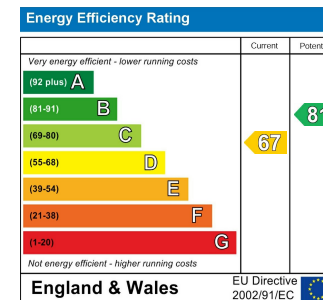 Energy Efficiency Rating
Current
Very energy efficient - lower running costs
(92 plus) A
(81-91) B
(69-80) C
(55-68) D
(39-54) E
(21-38) F
(1-20) G
67
Not energy efficient - higher running costs
England & Wales
EU Directive
2002/91/EC